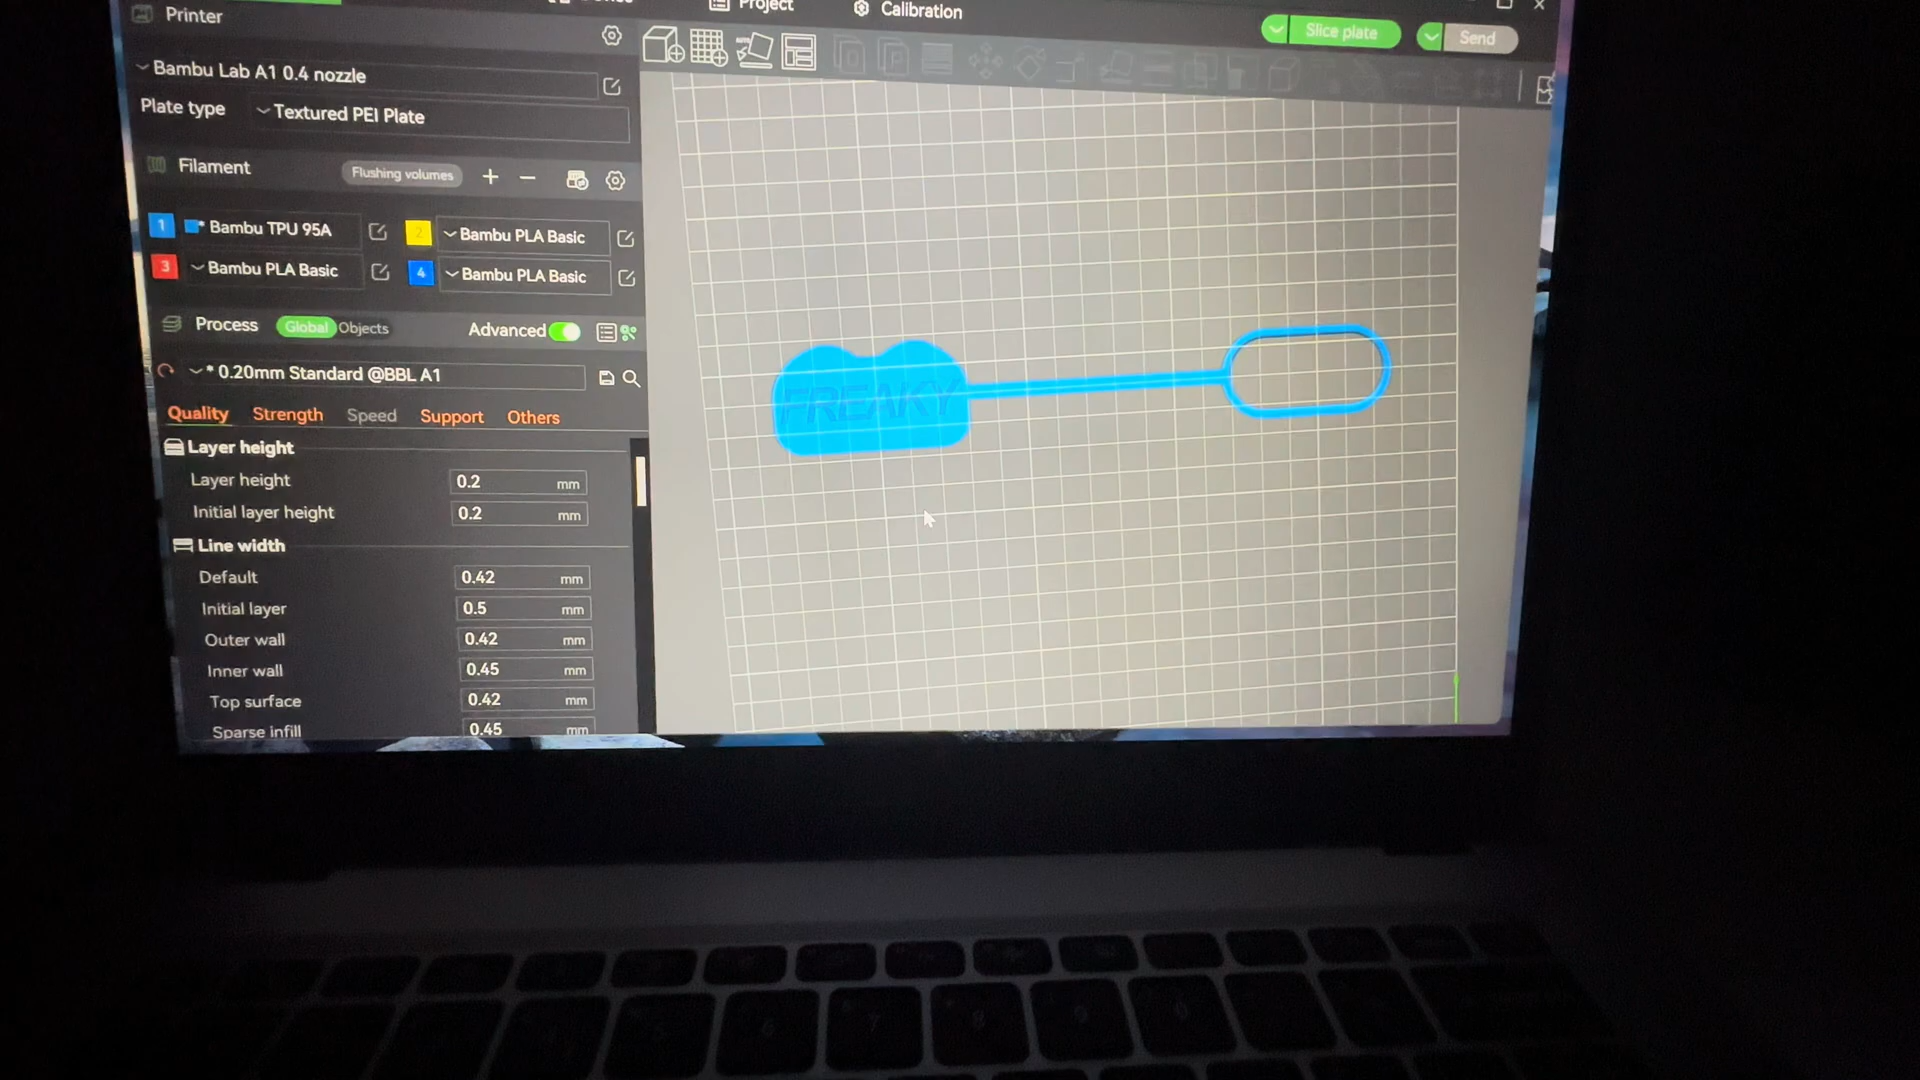 Project
Calibration
Printer
Slice plate
Send
Bambu Lab A1 0.4 nozzle
Plate type
Textured PEI Plate
Filament
Flushing volumes
1
* Bambu TPU 95A
2
Bambu PLA Basic
3
Bambu PLA Basic
4
Bambu PLA Basic
Process
Global
Objects
Advanced
* 0.20mm Standard @BBL A1
Quality
Strength
Speed
Support
Others
FREAKY
Layer height
Layer height 0.2 mm
Initial layer height 0.2 mm
Line width
Default 0.42 mm
Initial layer 0.5 mm
Outer wall 0.42 mm
Inner wall 0.45 mm
Top surface 0.42 mm
Sparse infill 0.45 mm